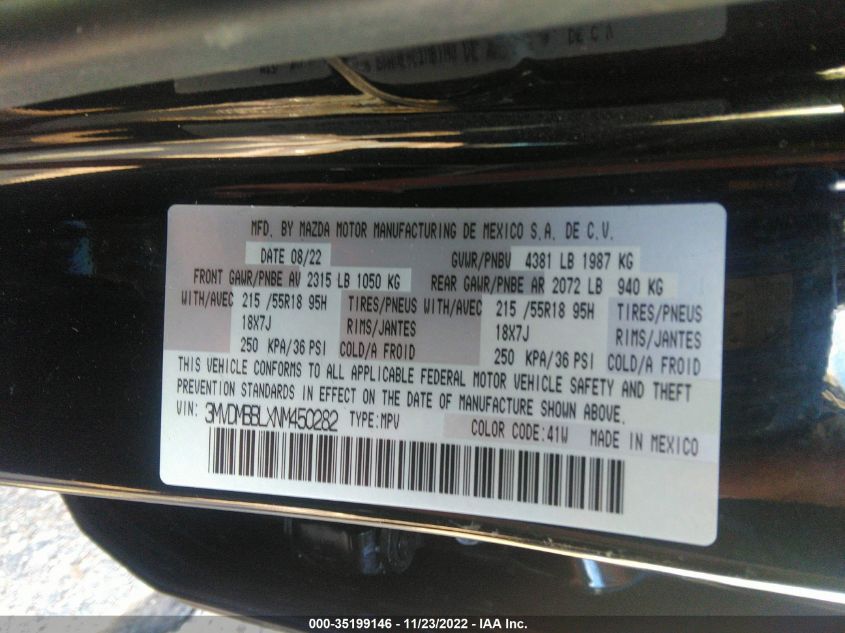 MFD. BY MAZDA MOTOR MANUFACTURING DE MEXICO S.A. DE C.V.
DATE 08/22 GVWR/PNBV 4381 LB 1987 KG
FRONT GAWR/PNBE AV 2315 LB 1050 KG REAR GAWR/PNBE AR 2072 LB 940 KG
WITH/AVEC 215 /55R18 95H TIRES/PNEUS WITH/AVEC 215 /55R18 95H TIRES/PNEUS
18X7J RIMS/JANTES 18X7J RIMS/JANTES
250 KPA/36 PSI COLD/A FROID 250 KPA/36 PSI COLD/A FROID
THIS VEHICLE CONFORMS TO ALL APPLICABLE FEDERAL MOTOR VEHICLE SAFETY AND THEFT
PREVENTION STANDARDS IN EFFECT ON THE DATE OF MANUFACTURE SHOWN ABOVE.
VIN: 3MVDMBBLXNM450282 TYPE:MPV COLOR CODE:41W MADE IN MEXICO
000-35199146 - 11/23/2022 - IAA Inc.